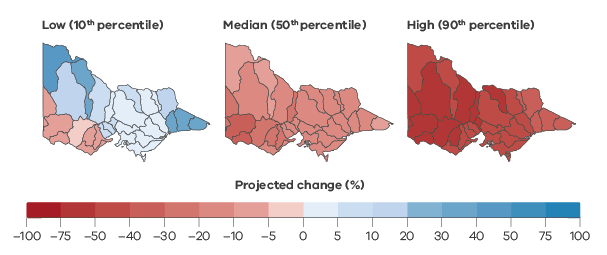 Low (10th percentile) Median (50th percentile) High (90th percentile)
Projected change (%)
–100 –75 –50 –40 –30 –20 –10 –5 0 5 10 20 30 40 50 75 100